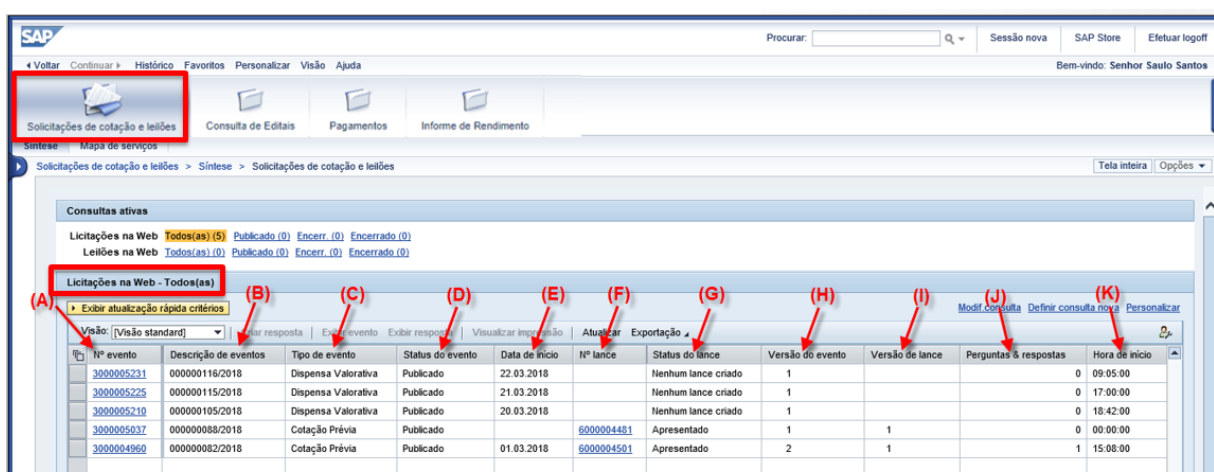 SAP Procurar: Sessão nova SAP Store Efetuar logoff
Voltar Continuar Histórico Favoritos Personalizar Visão Ajuda Bem-vindo: Senhor Saulo Santos
Solicitações de cotação e leilões Consulta de Editais Pagamentos Informe de Rendimento
Síntese Mapa de serviços
Solicitações de cotação e leilões > Síntese > Solicitações de cotação e leilões Tela inteira Opções
Consultas ativas
Licitações na Web Todos(as) (5) Publicado (0) Encerr. (0) Encerrado (0)
Leilões na Web Todos(as) (0) Publicado (0) Encerr. (0) Encerrado (0)
Licitações na Web - Todos(as)
(A) (B) (C) (D) (E) (F) (G) (H) (I) (J) (K)
Exibir atualização rápida critérios Modif consulta Definir consulta nova Personalizar
Visão: [Visão standard] Criar resposta Exibir evento Exibir resposta Visualizar impressão Atualizar Exportação
Nº evento Descrição de eventos Tipo de evento Status do evento Data de início Nº lance Status do lance Versão do evento Versão de lance Perguntas & respostas Hora de início
3000005231 000000116/2018 Dispensa Valorativa Publicado 22.03.2018 Nenhum lance criado 1 0 09:05:00
3000005225 000000115/2018 Dispensa Valorativa Publicado 21.03.2018 Nenhum lance criado 1 0 17:00:00
3000005210 000000105/2018 Dispensa Valorativa Publicado 20.03.2018 Nenhum lance criado 1 0 18:42:00
3000005037 000000088/2018 Cotação Prévia Publicado 6000004481 Apresentado 1 1 0 00:00:00
3000004960 000000082/2018 Cotação Prévia Publicado 01.03.2018 6000004501 Apresentado 2 1 1 15:08:00